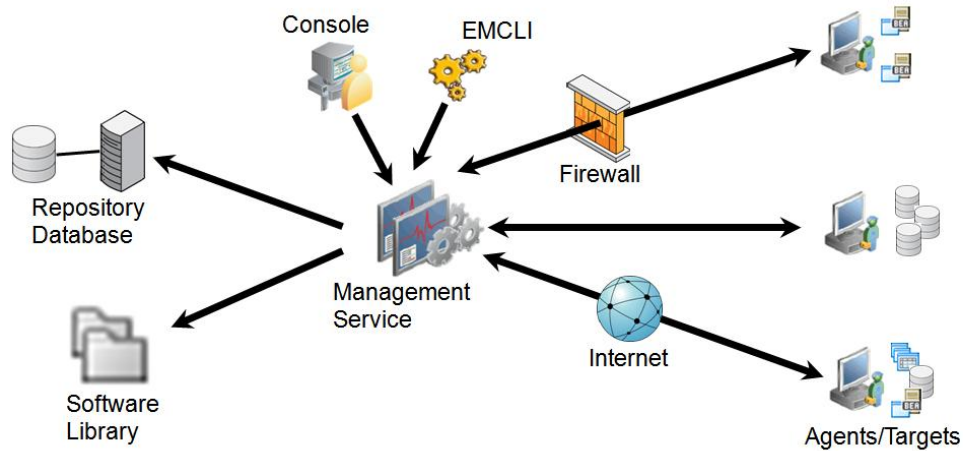 Console
EMCLI
Firewall
Repository
Database
Management
Service
Internet
Software
Library
Agents/Targets